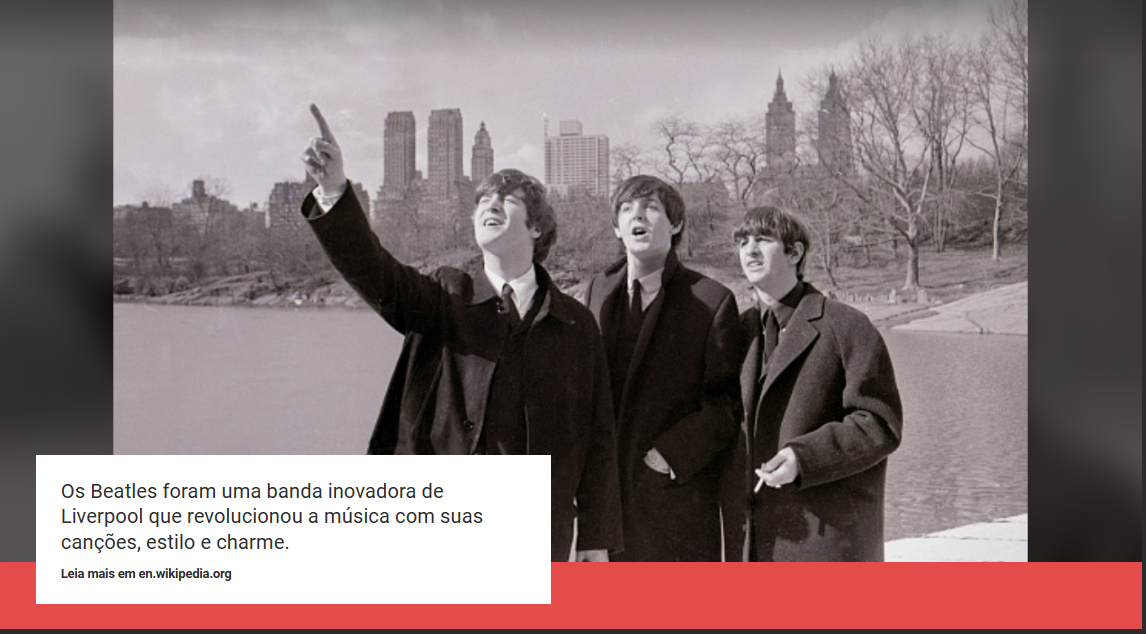 Os Beatles foram uma banda inovadora de
Liverpool que revolucionou a música com suas
canções, estilo e charme.
Leia mais em en.wikipedia.org